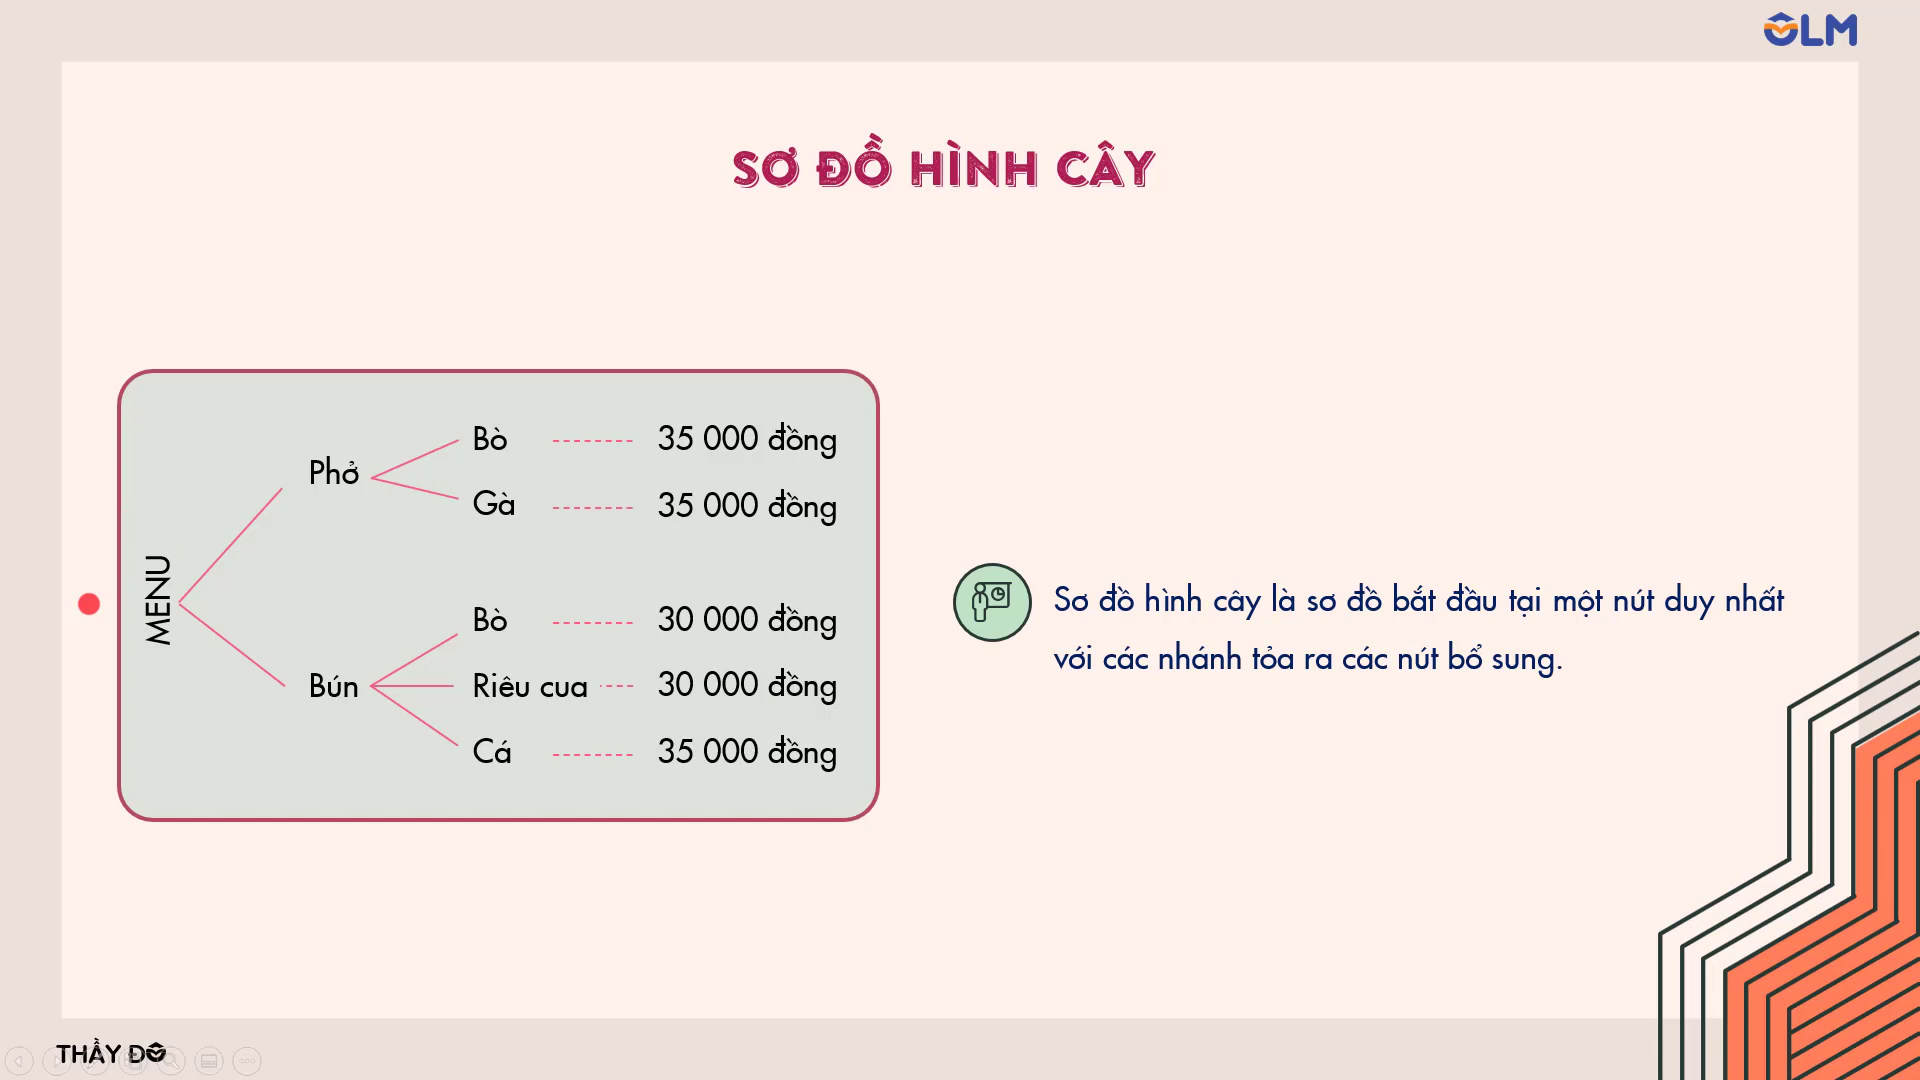 OLM
SƠ ĐỒ HÌNH CÂY
MENU
Phở
Bò 35 000 đồng
Gà 35 000 đồng
Bún
Bò 30 000 đồng
Riêu cua 30 000 đồng
Cá 35 000 đồng
Sơ đồ hình cây là sơ đồ bắt đầu tại một nút duy nhất
với các nhánh tỏa ra các nút bổ sung.
THẦY DO